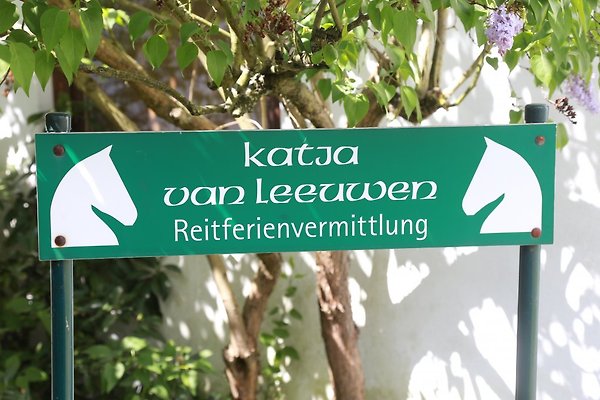 Katja
van Leeuwen
Reitferienvermittlung